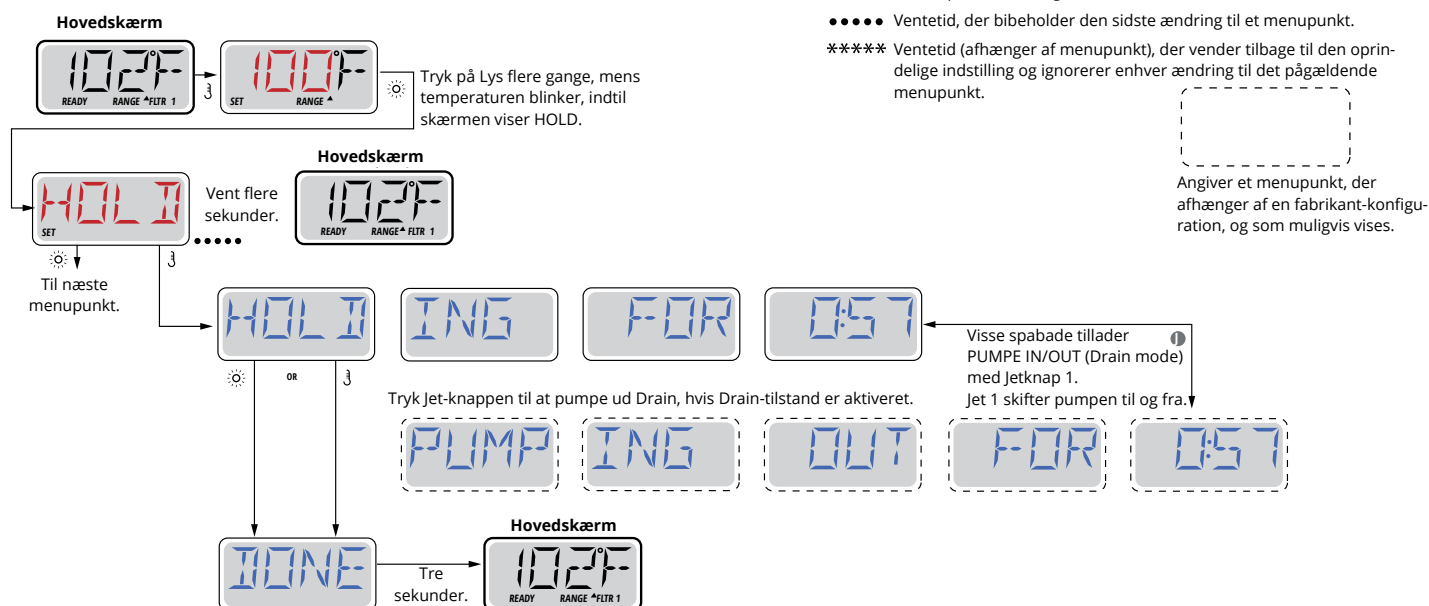 Hovedskærm
102°F
READY RANGE FLTR 1
100°F
SET RANGE
Tryk på Lys flere gange, mens
temperaturen blinker, indtil
skærmen viser HOLD.
Ventetid, der bibeholder den sidste ændring til et menupunkt.
***** Ventetid (afhænger af menupunkt), der vender tilbage til den oprin-
delige indstilling og ignorerer enhver ændring til det pågældende
menupunkt.
Angiver et menupunkt, der
afhænger af en fabrikant-konfigu-
ration, og som muligvis vises.
HOLD
SET
Vent flere
sekunder.
Hovedskærm
102°F
READY RANGE FLTR 1
Til næste
menupunkt.
HOLD ING FOR 0:57
OR
Visse spabade tillader
PUMPE IN/OUT (Drain mode)
med Jetknap 1.
Jet 1 skifter pumpen til og fra.
Tryk Jet-knappen til at pumpe ud Drain, hvis Drain-tilstand er aktiveret.
PUMP ING OUT FOR 0:57
DONE
Tre
sekunder.
Hovedskærm
102°F
READY RANGE FLTR 1